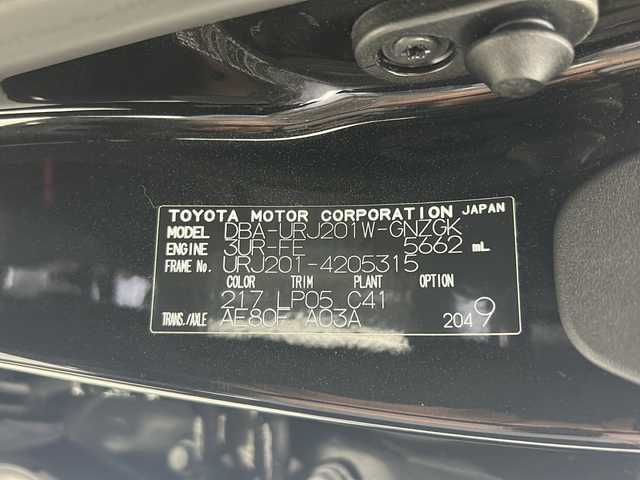 TOYOTA MOTOR CORPORATION JAPAN
MODEL DBA-URJ201W-GNZGK
ENGINE 3UR-FE 5662 mL
FRAME No. URJ201-4205315
COLOR TRIM PLANT OPTION
217 LP05 C41
TRANS./AXLE AE80F A03A 2049